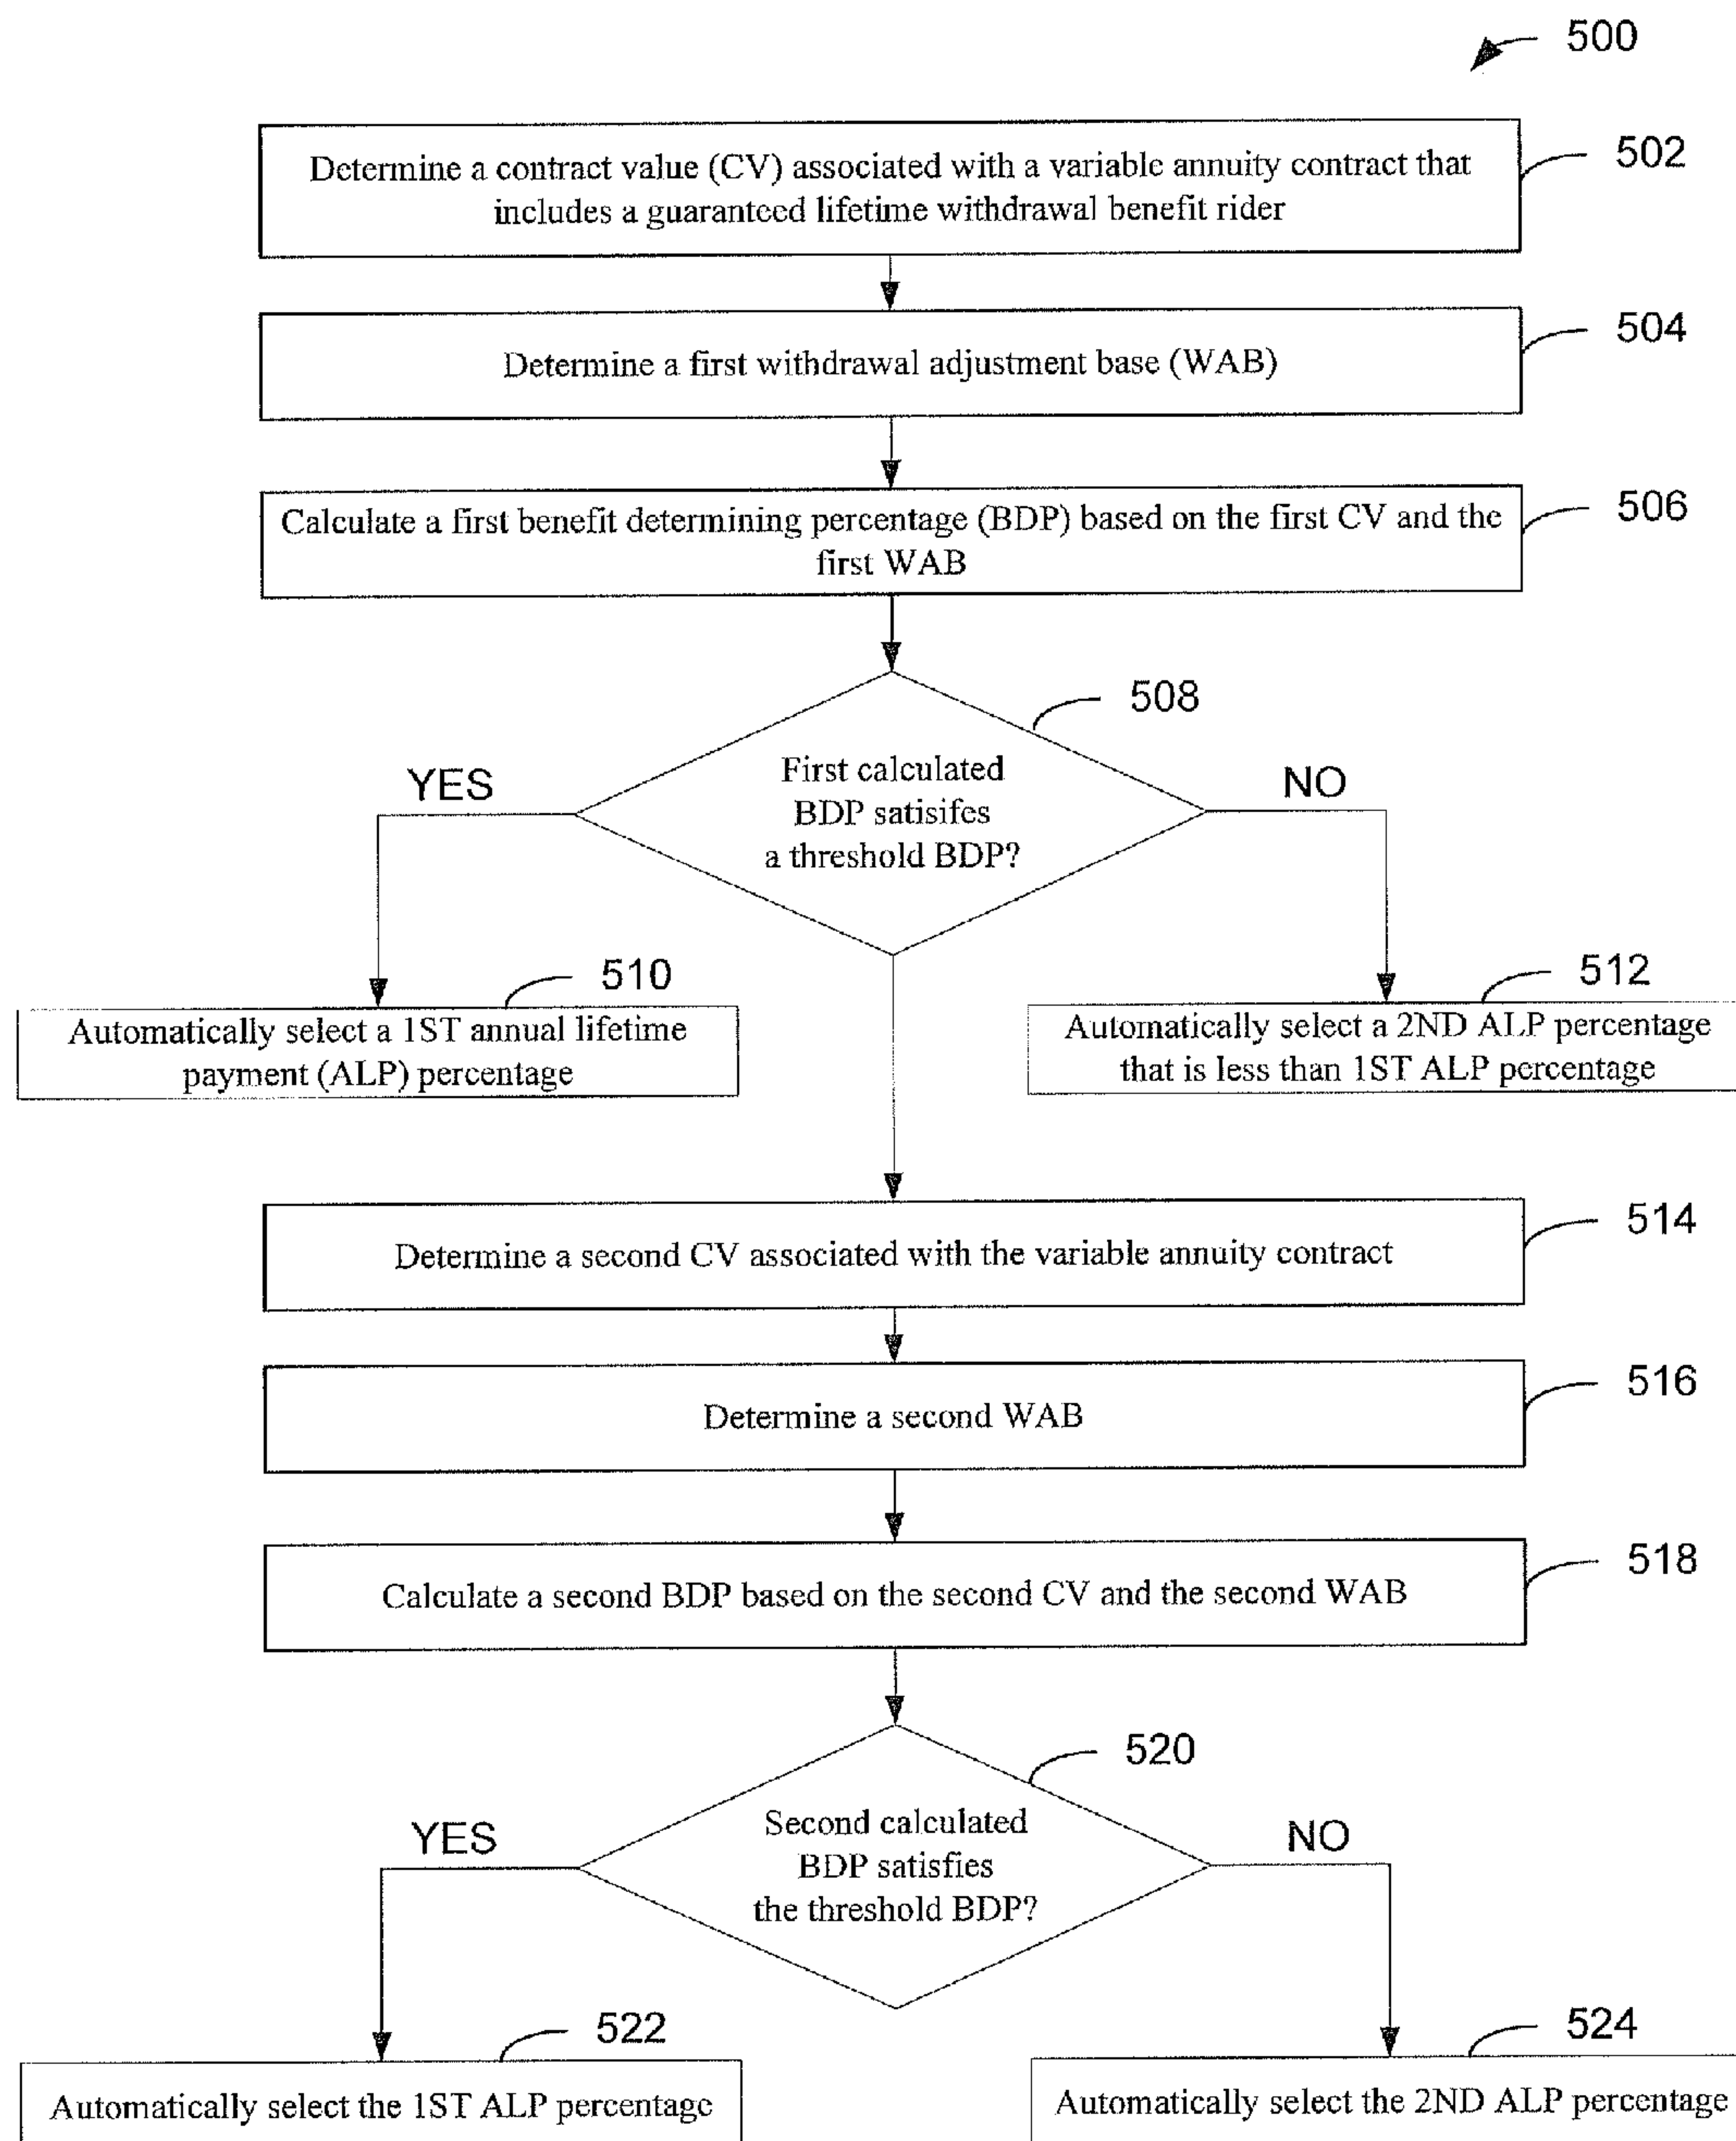 500
Determine a contract value (CV) associated with a variable annuity contract that
includes a guaranteed lifetime withdrawal benefit rider
502
Determine a first withdrawal adjustment base (WAB)
504
Calculate a first benefit determining percentage (BDP) based on the first CV and the
first WAB
506
508
First calculated
BDP satisifes
a threshold BDP?
YES
NO
510
Automatically select a 1ST annual lifetime
payment (ALP) percentage
512
Automatically select a 2ND ALP percentage
that is less than 1ST ALP percentage
Determine a second CV associated with the variable annuity contract
514
Determine a second WAB
516
Calculate a second BDP based on the second CV and the second WAB
518
520
Second calculated
BDP satisfies
the threshold BDP?
YES
NO
522
Automatically select the 1ST ALP percentage
524
Automatically select the 2ND ALP percentage